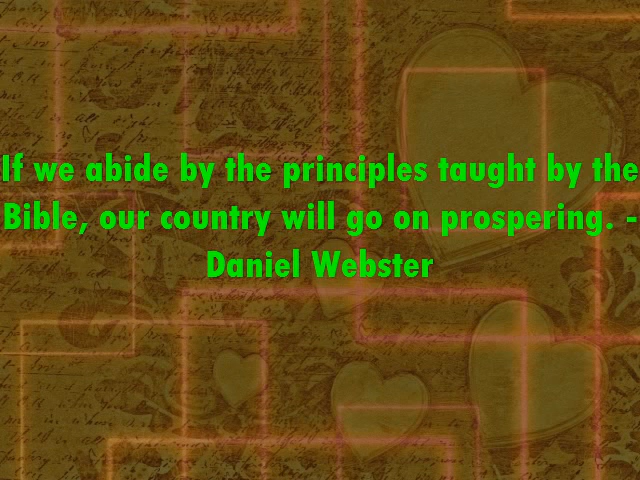 If we abide by the principles taught by the
Bible, our country will go on prospering. -
Daniel Webster